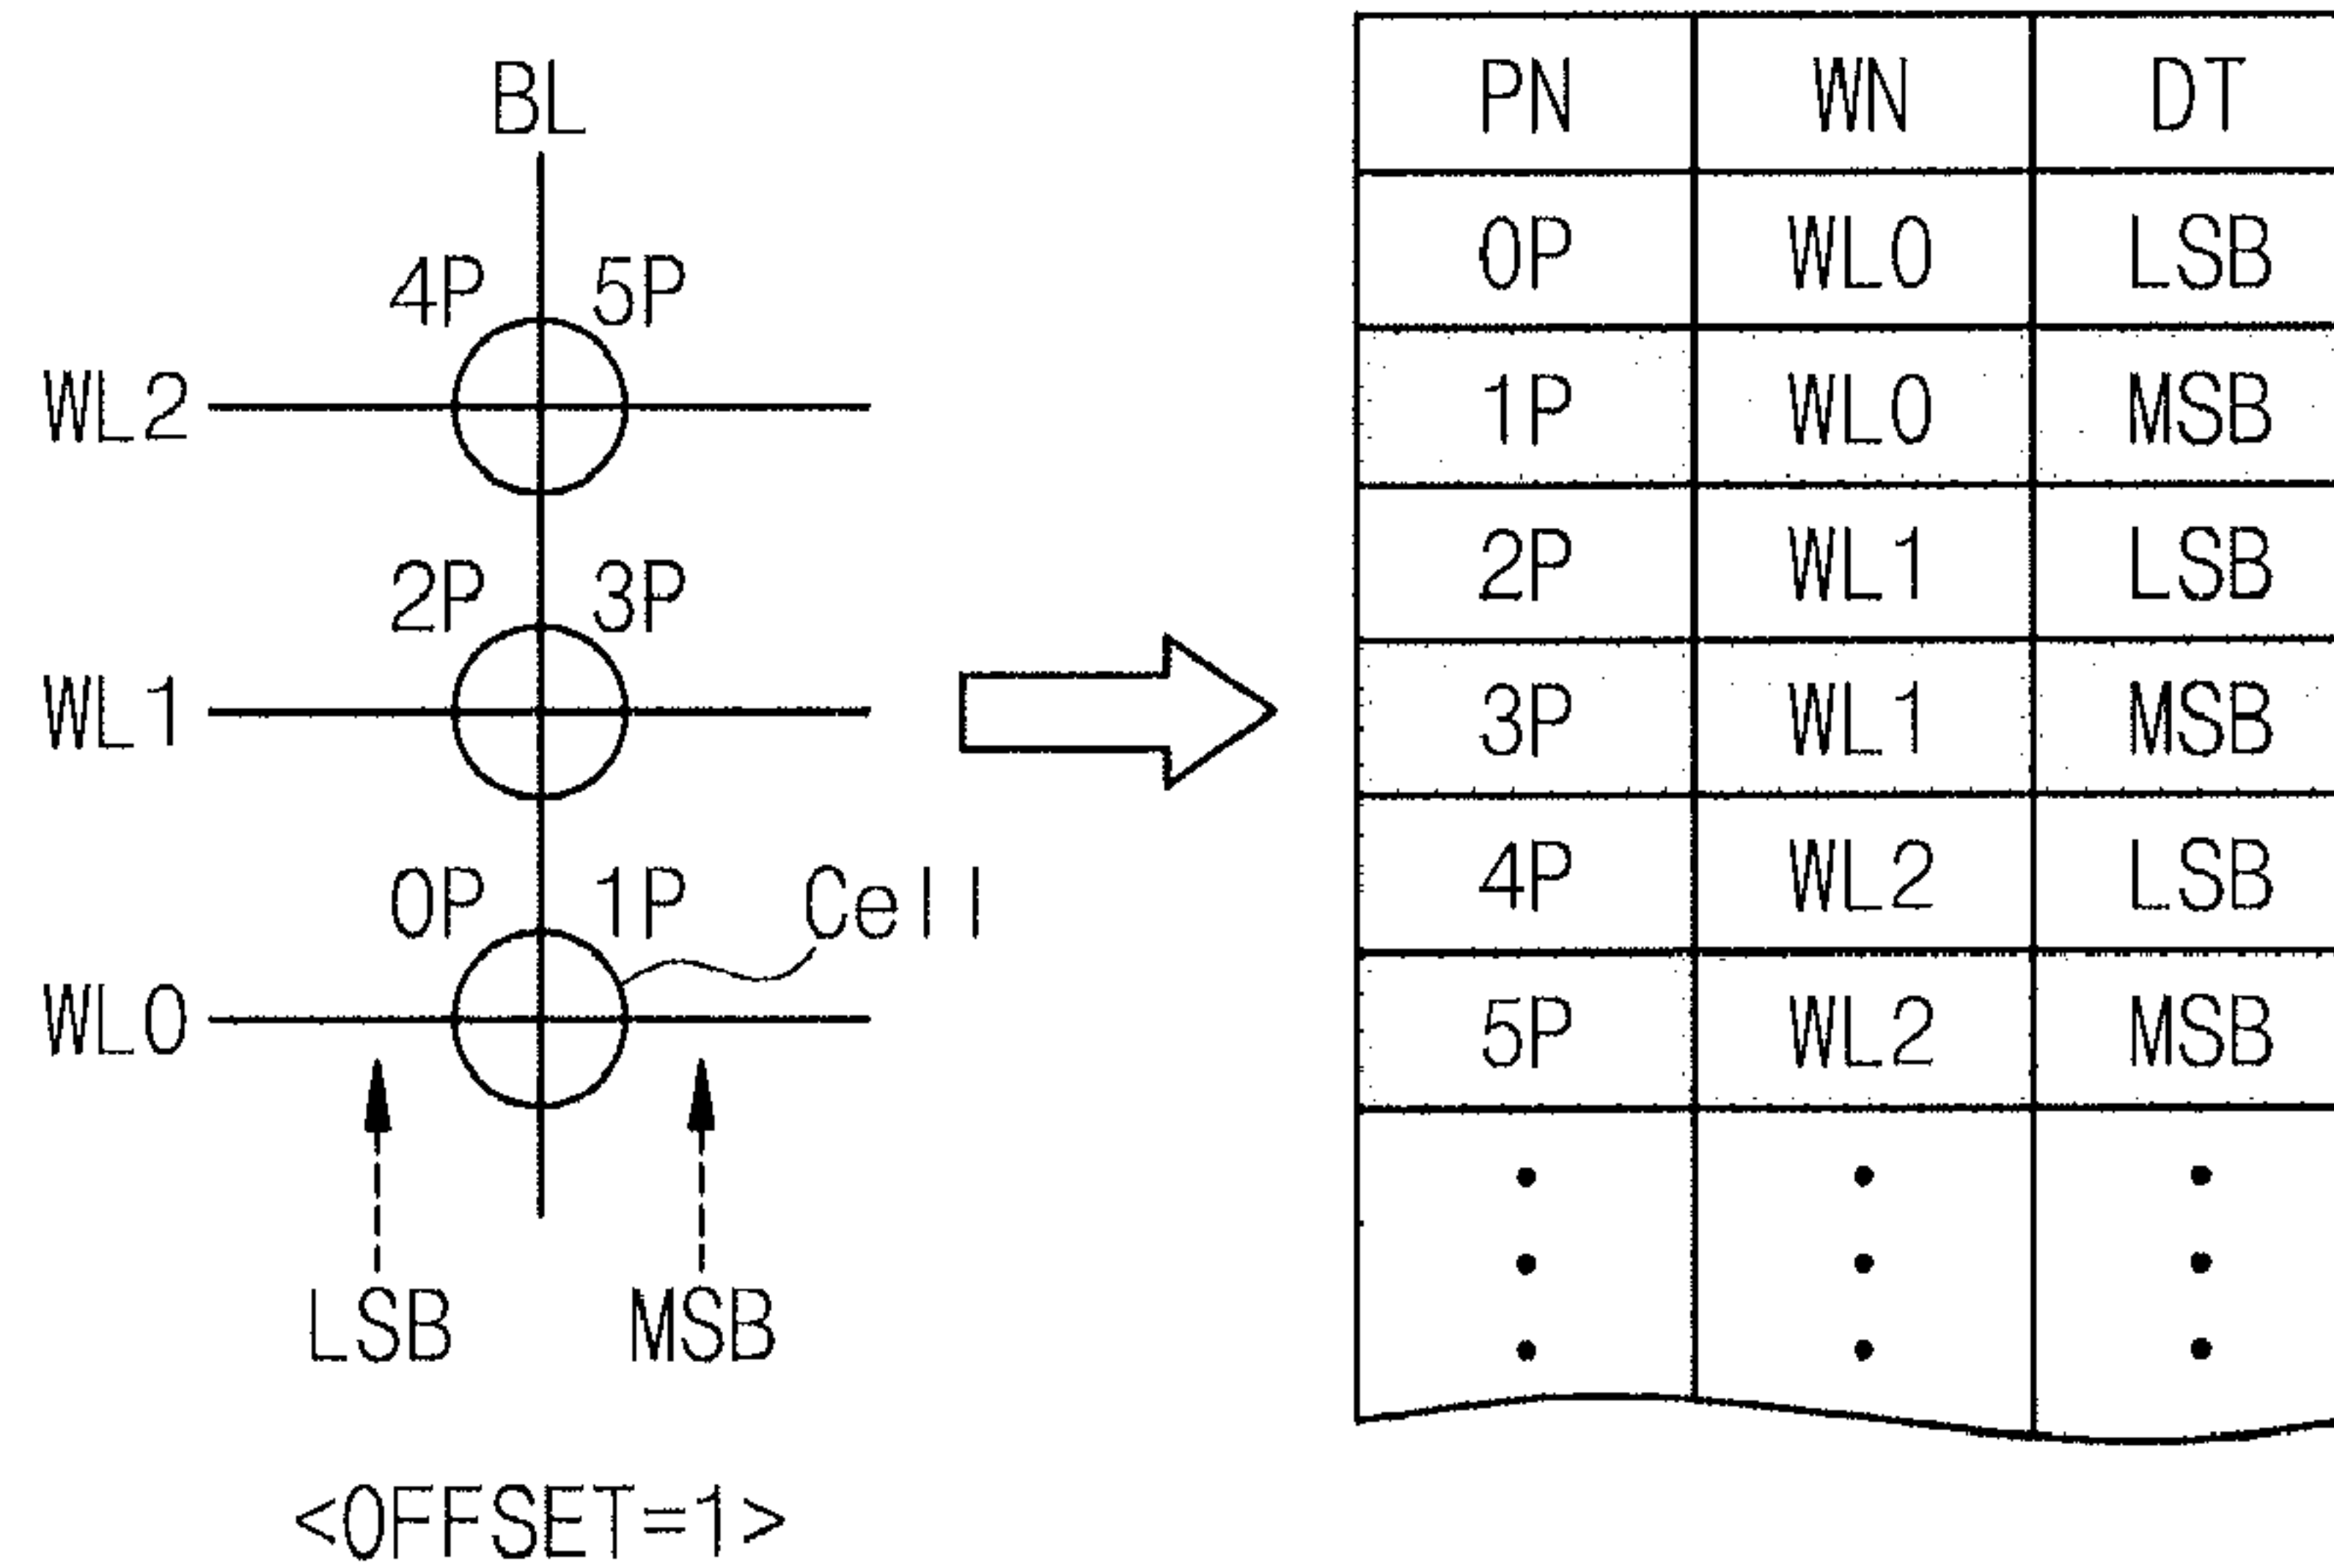 BL
4P 5P
WL2
2P 3P
WL1
0P 1P Cell
WL0
LSB MSB
<OFFSET=1>
PN WN DT
0P WL0 LSB
1P WL0 MSB
2P WL1 LSB
3P WL1 MSB
4P WL2 LSB
5P WL2 MSB